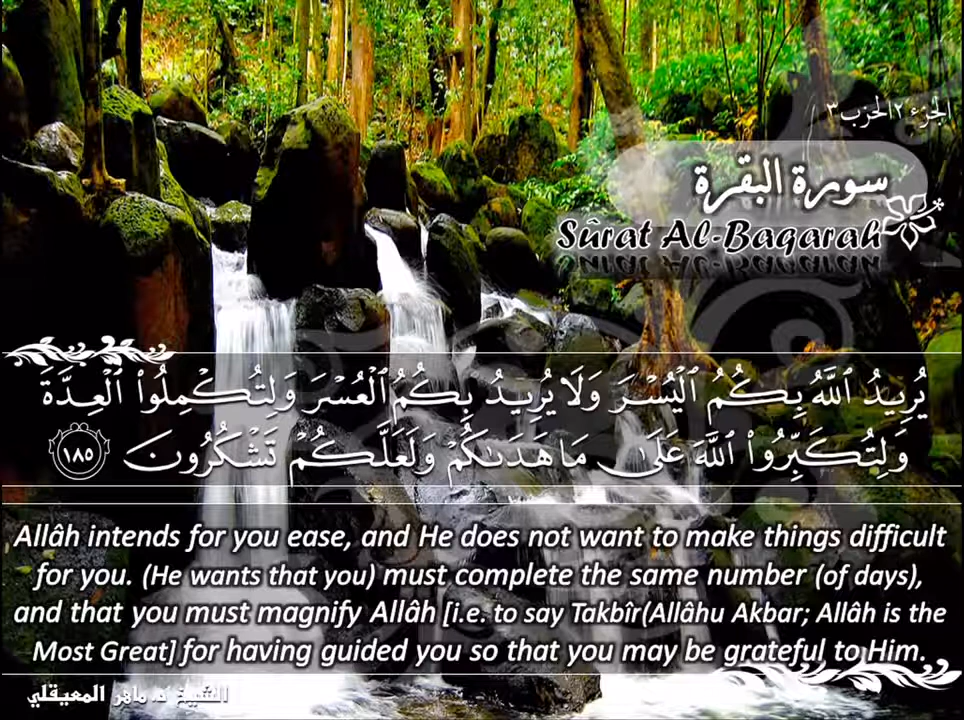 الجزء ٢ الحزب ٣
سورة البقرة
Sûrat Al-Baqarah
يُرِيدُ ٱللَّهُ بِكُمُ ٱلْيُسْرَ وَلَا يُرِيدُ بِكُمُ ٱلْعُسْرَ وَلِتُكْمِلُوا۟ ٱلْعِدَّةَ
وَلِتُكَبِّرُوا۟ ٱللَّهَ عَلَىٰ مَا هَدَىٰكُمْ وَلَعَلَّكُمْ تَشْكُرُونَ ١٨٥
Allâh intends for you ease, and He does not want to make things difficult
for you. (He wants that you) must complete the same number (of days),
and that you must magnify Allâh [i.e. to say Takbîr(Allâhu Akbar; Allâh is the
Most Great] for having guided you so that you may be grateful to Him.
الشيخ د. ماهر المعيقلي